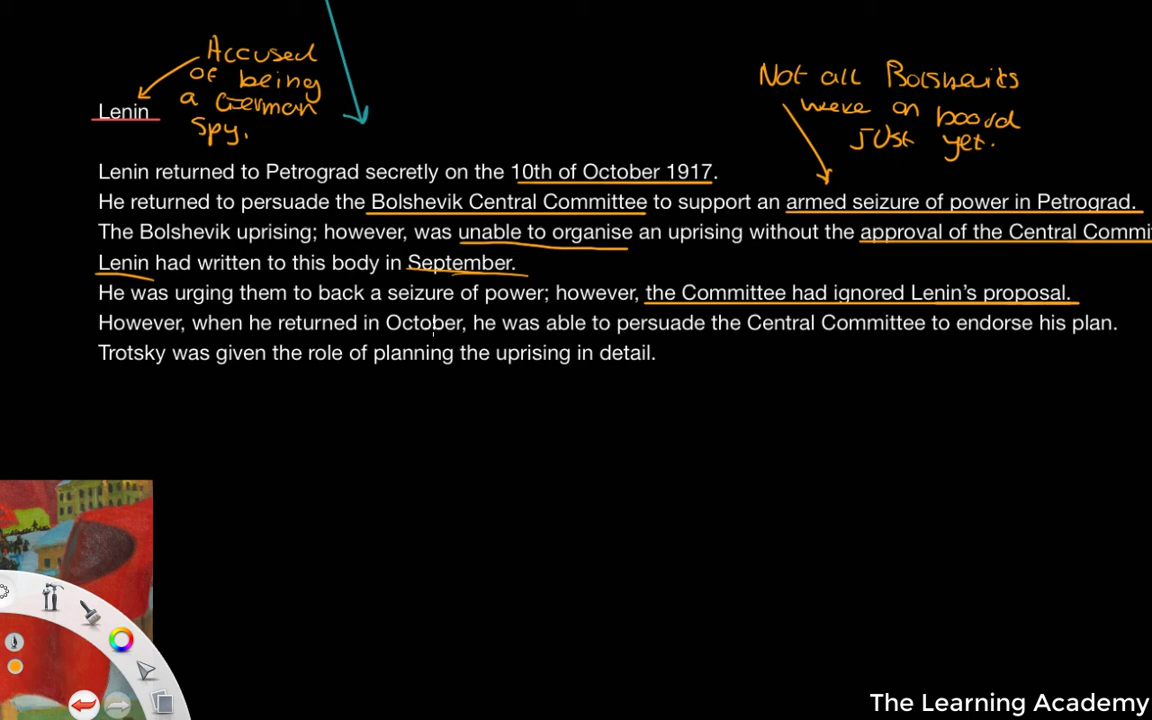 Accused
of being
a German
Spy.
Not all Bolsheviks
were on board
just yet.
Lenin
Lenin returned to Petrograd secretly on the 10th of October 1917.
He returned to persuade the Bolshevik Central Committee to support an armed seizure of power in Petrograd.
The Bolshevik uprising; however, was unable to organise an uprising without the approval of the Central Commi
Lenin had written to this body in September.
He was urging them to back a seizure of power; however, the Committee had ignored Lenin's proposal.
However, when he returned in October, he was able to persuade the Central Committee to endorse his plan.
Trotsky was given the role of planning the uprising in detail.
The Learning Academy